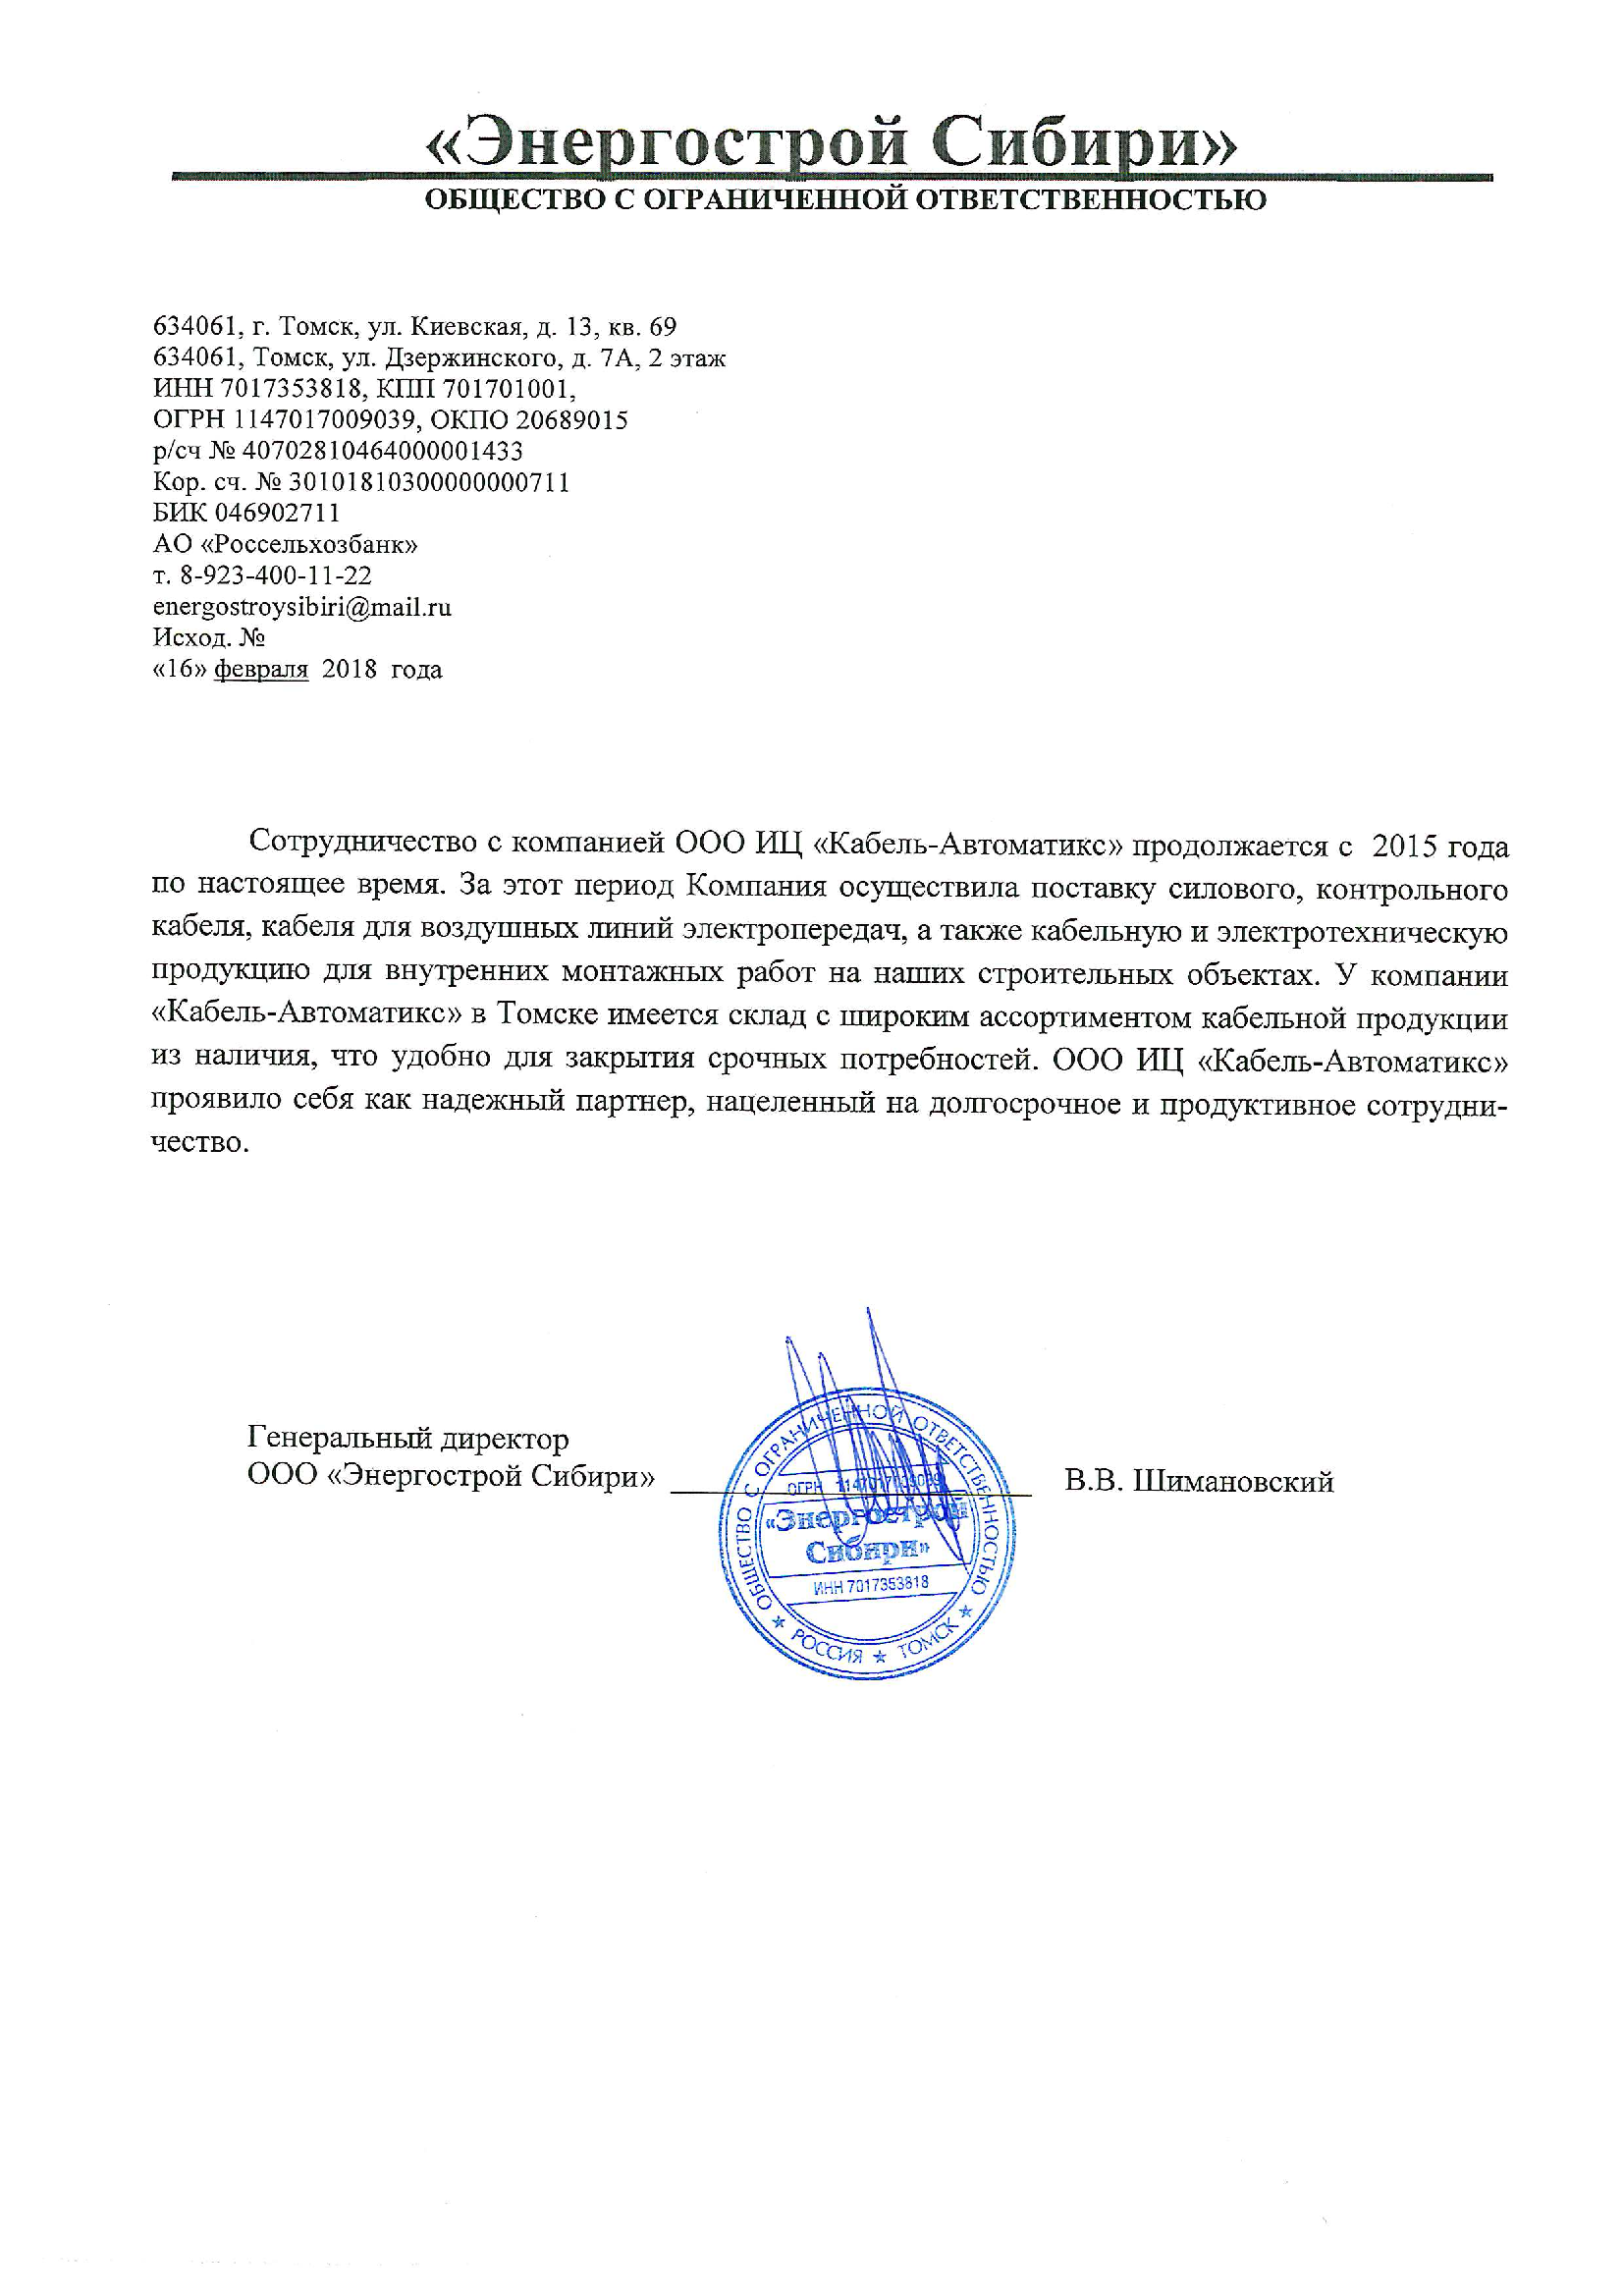 «Энергострой Сибири»
ОБЩЕСТВО С ОГРАНИЧЕННОЙ ОТВЕТСТВЕННОСТЬЮ
634061, г. Томск, ул. Киевская, д. 13, кв. 69
634061, Томск, ул. Дзержинского, д. 7А, 2 этаж
ИНН 7017353818, КПП 701701001,
ОГРН 1147017009039, ОКПО 20689015
р/сч № 40702810464000001433
Кор. сч. № 30101810300000000711
БИК 046902711
АО «Россельхозбанк»
т. 8-923-400-11-22
energostroysibiri@mail.ru
Исход. №
«16» февраля 2018 года
Сотрудничество с компанией ООО ИЦ «Кабель-Автоматикс» продолжается с 2015 года
по настоящее время. За этот период Компания осуществила поставку силового, контрольного
кабеля, кабеля для воздушных линий электропередач, а также кабельную и электротехническую
продукцию для внутренних монтажных работ на наших строительных объектах. У компании
«Кабель-Автоматикс» в Томске имеется склад с широким ассортиментом кабельной продукции
из наличия, что удобно для закрытия срочных потребностей. ООО ИЦ «Кабель-Автоматикс»
проявило себя как надежный партнер, нацеленный на долгосрочное и продуктивное сотрудни-
чество.
Генеральный директор
ООО «Энергострой Сибири» В.В. Шимановский
ОБЩЕСТВО С ОГРАНИЧЕННОЙ ОТВЕТСТВЕННОСТЬЮ
ОГРН 1147017009039
«Энергострой
Сибири»
ИНН 7017353818
★ РОССИЯ ★ ТОМСК ★